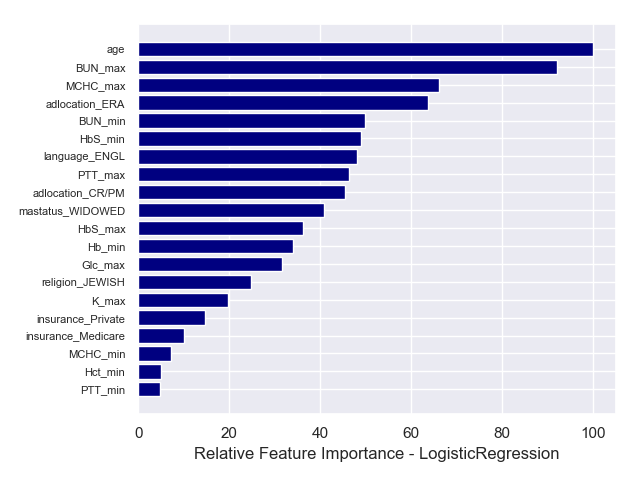 age
BUN_max
MCHC_max
adlocation_ERA
BUN_min
HbS_min
language_ENGL
PTT_max
adlocation_CR/PM
mastatus_WIDOWED
HbS_max
Hb_min
Glc_max
religion_JEWISH
K_max
insurance_Private
insurance_Medicare
MCHC_min
Hct_min
PTT_min
0 20 40 60 80 100
Relative Feature Importance - LogisticRegression